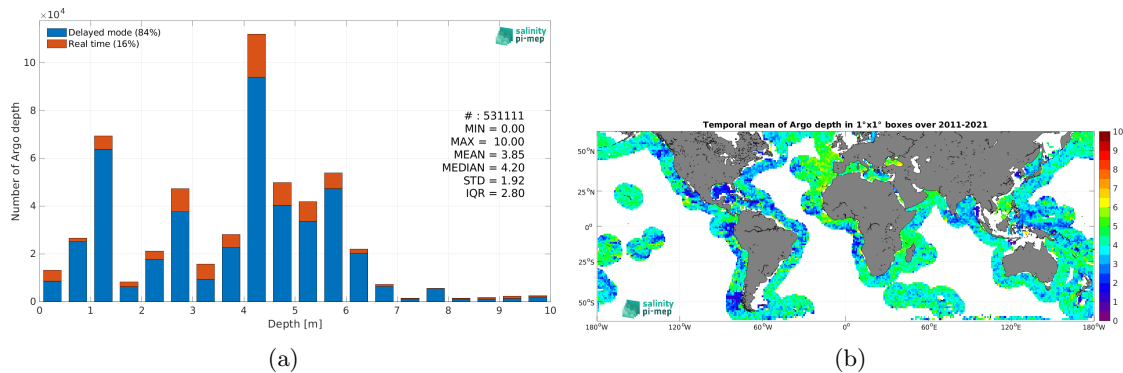 ×10⁴
Delayed mode (84%)
Real time (16%)
salinity
pi-mep
10
8
6
4
2
0
Number of Argo depth
# : 531111
MIN = 0.00
MAX = 10.00
MEAN = 3.85
MEDIAN = 4.20
STD = 1.92
IQR = 2.80
0 1 2 3 4 5 6 7 8 9 10
Depth [m]
(a)
Temporal mean of Argo depth in 1°x1° boxes over 2011-2021
50°N
25°N
0°
25°S
50°S
salinity
pi-mep
180°W 120°W 60°W 0° 60°E 120°E 180°W
10
9
8
7
6
5
4
3
2
1
0
(b)